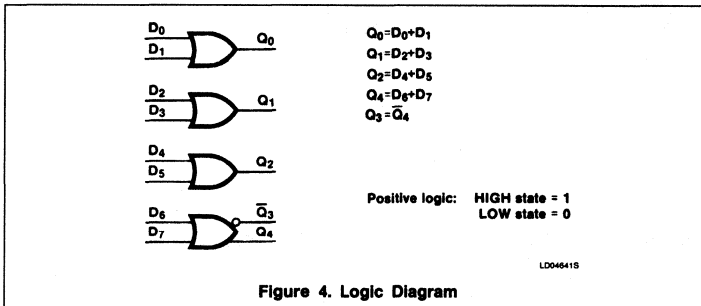 D₀
D₁
Q₀
D₂
D₃
Q₁
D₄
D₅
Q₂
D₆
D₇
Q̅₃
Q₄
Q₀=D₀+D₁
Q₁=D₂+D₃
Q₂=D₄+D₅
Q₄=D₆+D₇
Q₃=Q̅₄
Positive logic: HIGH state = 1
LOW state = 0
LD04641S
Figure 4. Logic Diagram